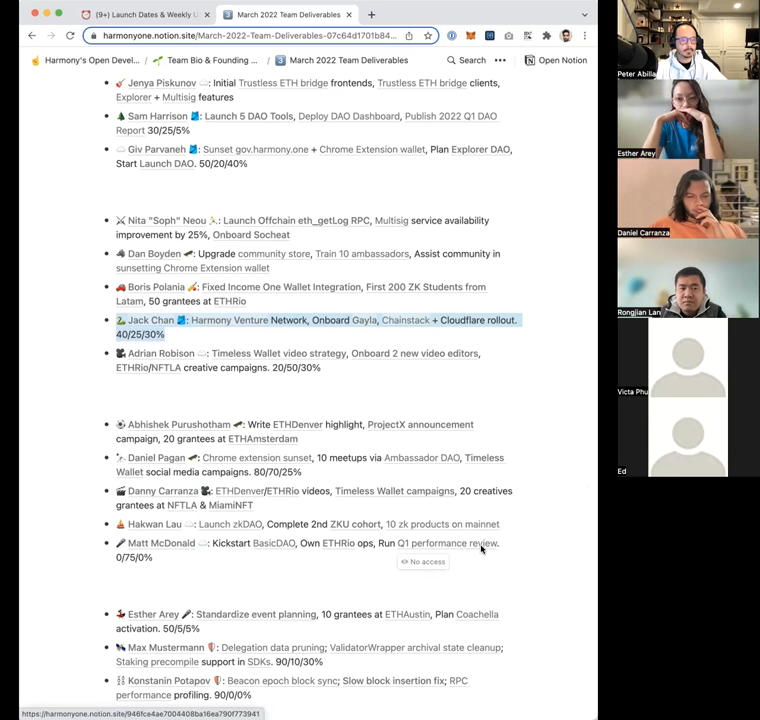 (9+) Launch Dates & Weekly U
March 2022 Team Deliverables
harmonyone.notion.site/March-2022-Team-Deliverables-07c64d1701b84...
Harmony's Open Devel... / Team Bio & Founding ... / March 2022 Team Deliverables
Search
Open Notion
Jenya Piskunov : Initial Trustless ETH bridge frontends, Trustless ETH bridge clients,
Explorer + Multisig features
Sam Harrison : Launch 5 DAO Tools, Deploy DAO Dashboard, Publish 2022 Q1 DAO
Report 30/25/5%
Giv Parvaneh : Sunset gov.harmony.one + Chrome Extension wallet, Plan Explorer DAO,
Start Launch DAO. 50/20/40%
Nita "Soph" Neou : Launch Offchain eth_getLog RPC, Multisig service availability
improvement by 25%, Onboard Socheat
Dan Boyden : Upgrade community store, Train 10 ambassadors, Assist community in
sunsetting Chrome Extension wallet
Boris Polania : Fixed Income One Wallet Integration, First 200 ZK Students from
Latam, 50 grantees at ETHRio
Jack Chan : Harmony Venture Network, Onboard Gayla, Chainstack + Cloudflare rollout.
40/25/30%
Adrian Robison : Timeless Wallet video strategy, Onboard 2 new video editors,
ETHRio/NFTLA creative campaigns. 20/50/30%
Abhishek Purushotham : Write ETHDenver highlight, ProjectX announcement
campaign, 20 grantees at ETHAmsterdam
Daniel Pagan : Chrome extension sunset, 10 meetups via Ambassador DAO, Timeless
Wallet social media campaigns. 80/70/25%
Danny Carranza : ETHDenver/ETHRio videos, Timeless Wallet campaigns, 20 creatives
grantees at NFTLA & MiamiNFT
Hakwan Lau : Launch zkDAO, Complete 2nd ZKU cohort, 10 zk products on mainnet
Matt McDonald : Kickstart BasicDAO, Own ETHRio ops, Run Q1 performance review.
0/75/0%
No access
Esther Arey : Standardize event planning, 10 grantees at ETHAustin, Plan Coachella
activation. 50/5/5%
Max Mustermann : Delegation data pruning; ValidatorWrapper archival state cleanup;
Staking precompile support in SDKs. 90/10/30%
Konstanin Potapov : Beacon epoch block sync; Slow block insertion fix; RPC
performance profiling. 90/0/0%
https://harmonyone.notion.site/946fce4ae7004408ba16ea790f773941
Peter Abilla
Esther Arey
Daniel Carranza
Rongjian Lan
Victa Phu
Ed